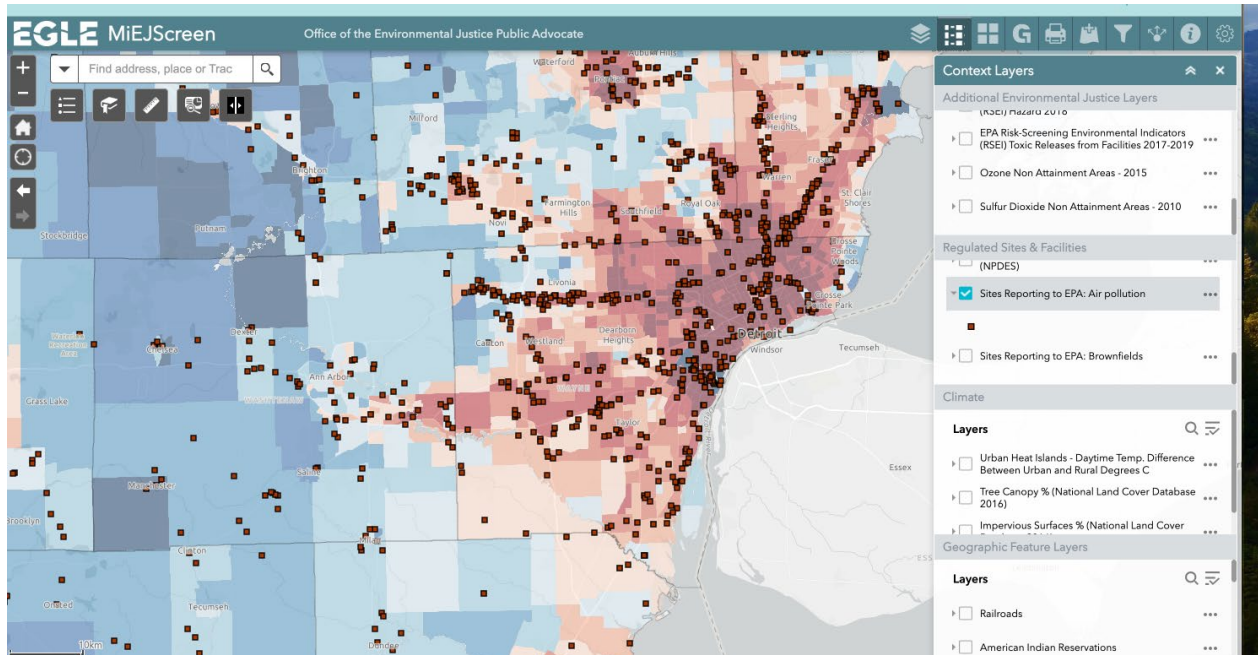 EGLE MiEJScreen
Office of the Environmental Justice Public Advocate
Find address, place or Trac
Context Layers
Additional Environmental Justice Layers
(RSEI) Hazard 2018
EPA Risk-Screening Environmental Indicators
(RSEI) Toxic Releases from Facilities 2017-2019
Ozone Non Attainment Areas - 2015
Sulfur Dioxide Non Attainment Areas - 2010
Regulated Sites & Facilities
(NPDES)
Sites Reporting to EPA: Air pollution
Sites Reporting to EPA: Brownfields
Climate
Layers
Urban Heat Islands - Daytime Temp. Difference
Between Urban and Rural Degrees C
Tree Canopy % (National Land Cover Database
2016)
Impervious Surfaces % (National Land Cover
Geographic Feature Layers
Layers
Railroads
American Indian Reservations
Waterford
Auburn Hills
Milford
Sterling
Heights
Brighton
Fraser
Warren
St. Clair
Shores
Farmington
Hills
Southfield
Royal Oak
Novi
Putnam
Stockbridge
Grosse
Pointe
Woods
Livonia
Grosse
Pointe Park
Dearborn
Heights
Detroit
Windsor
Tecumseh
Dexter
Chelsea
Canton
Westland
Ann Arbor
WASHTENAW
WAYNE
Grass Lake
Taylor
Essex
Saline
Manchester
Brooklyn
Milan
Clinton
Onsted
Tecumseh
Dundee
10km